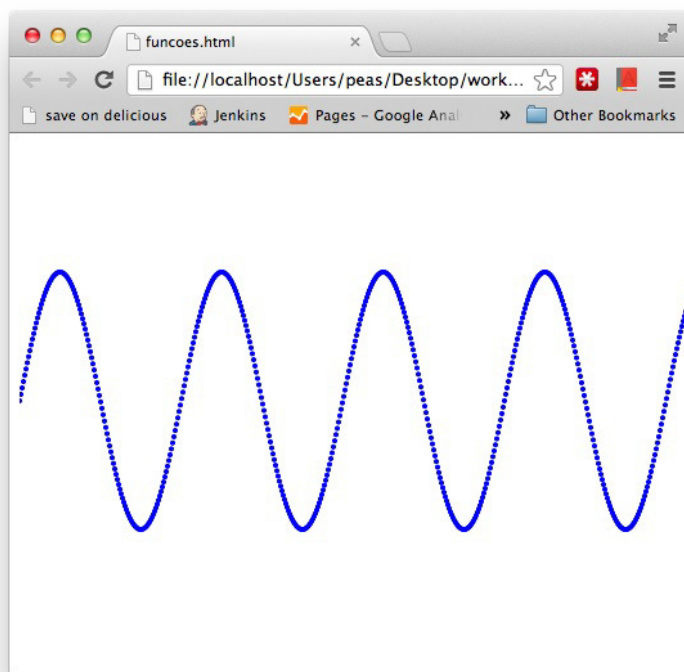 funcoes.html
file://localhost/Users/peas/Desktop/work...
save on delicious Jenkins Pages – Google Anal » Other Bookmarks